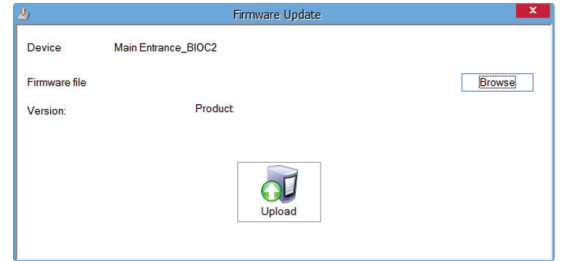 Firmware Update
Device Main Entrance_BIOC2
Firmware file Browse
Version: Product:
Upload